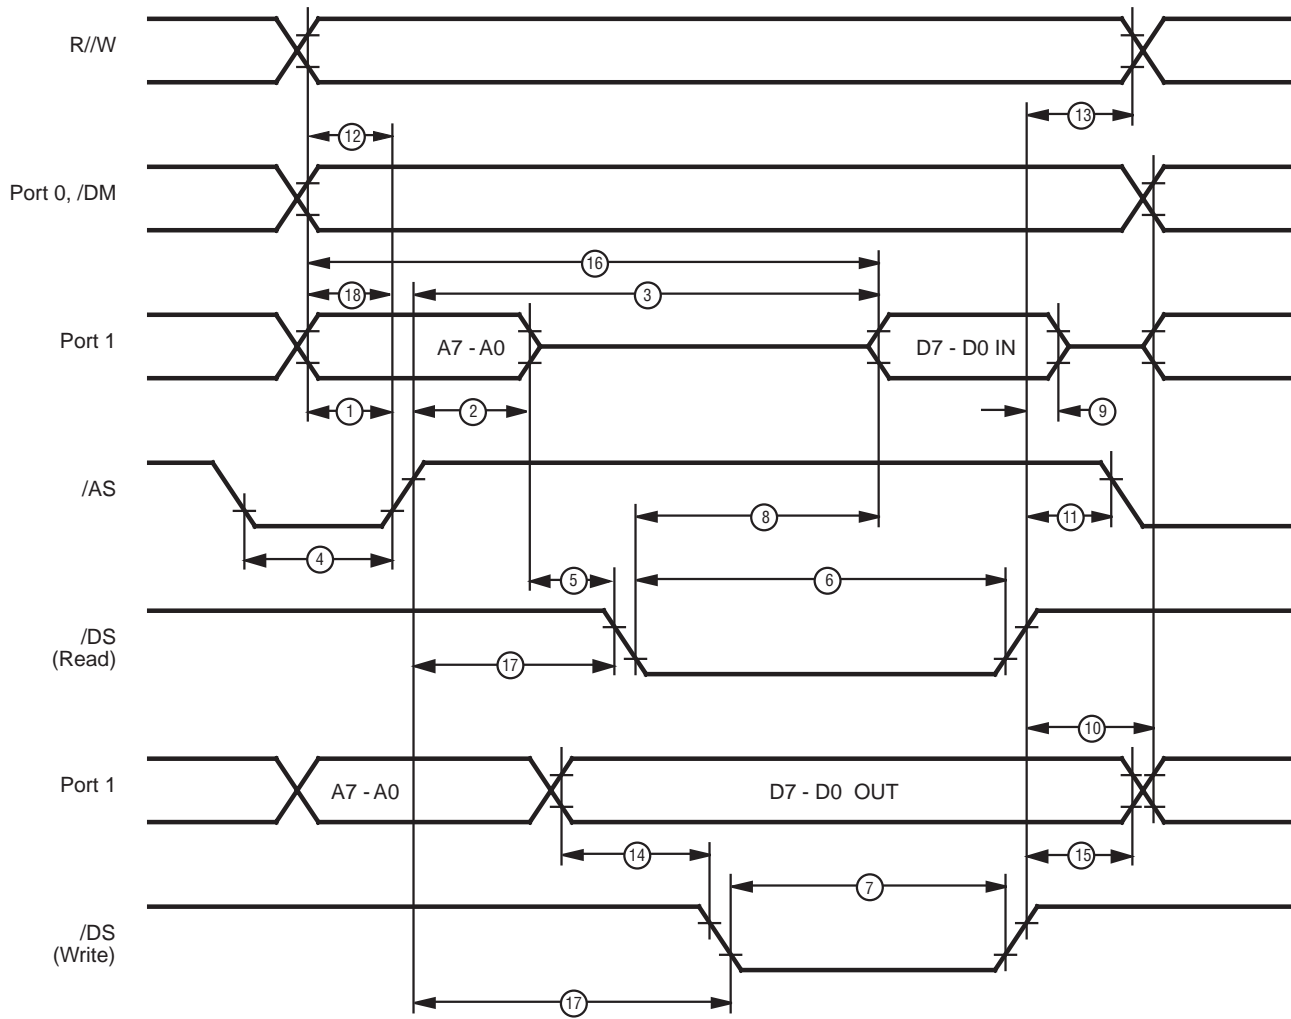 R//W
13
12
Port 0, /DM
16
18
3
Port 1
A7 - A0
D7 - D0 IN
1
2
9
/AS
8
11
4
5
6
/DS
(Read)
17
10
Port 1
A7 - A0
D7 - D0 OUT
14
15
7
/DS
(Write)
17